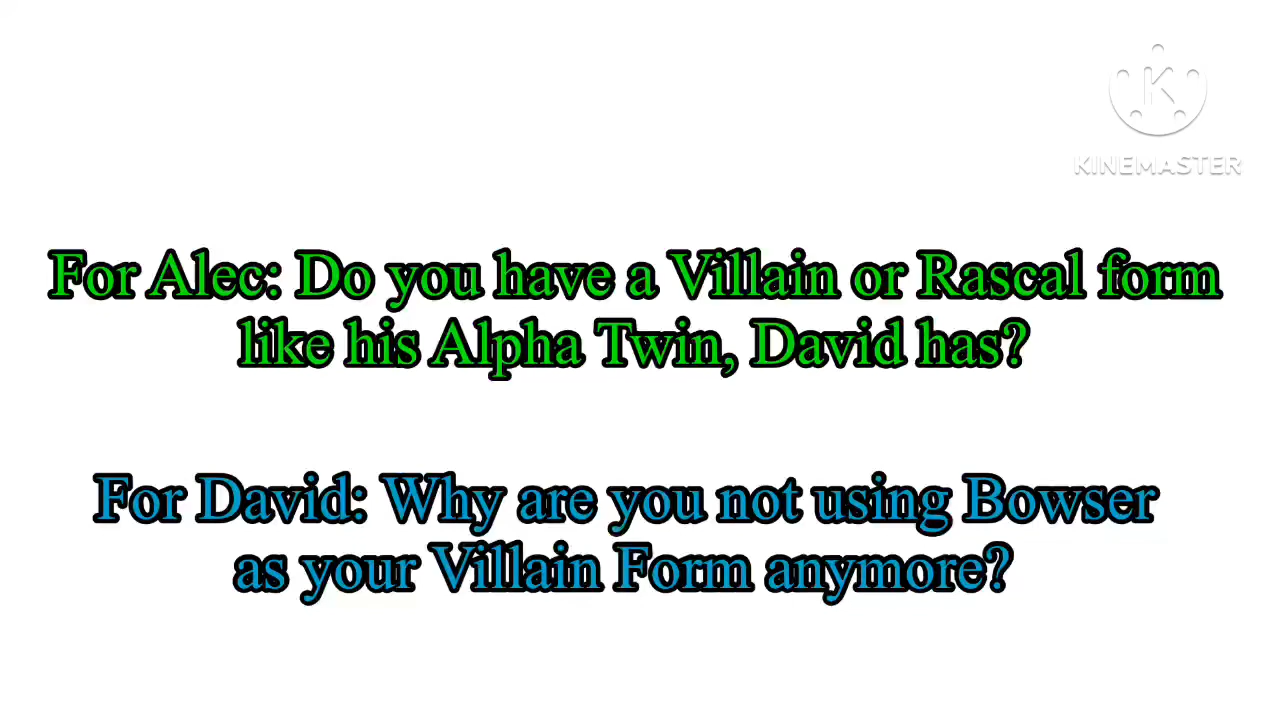 KINEMASTER
For Alec: Do you have a Villain or Rascal form
like his Alpha Twin, David has?
For David: Why are you not using Bowser
as your Villain Form anymore?